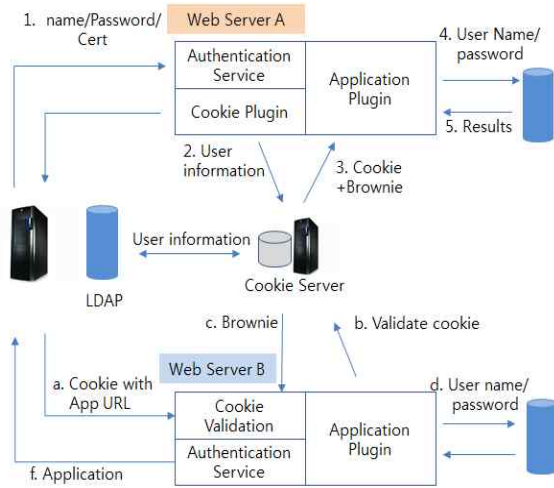 1. name/Password/
Cert
Web Server A
4. User Name/
password
Authentication
Service
Application
Plugin
Cookie Plugin
5. Results
2. User
information
3. Cookie
+Brownie
User information
LDAP
Cookie Server
c. Brownie
b. Validate cookie
Web Server B
a. Cookie with
App URL
d. User name/
password
Cookie
Validation
Application
Plugin
Authentication
Service
f. Application